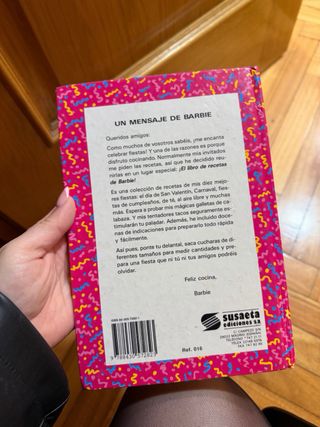 UN MENSAJE DE BARBIE
Queridos amigos:
Como muchos de vosotros sabéis, ¡me encanta
celebrar fiestas! Y una de las razones es porque
disfruto cocinando. Normalmente mis invitados
me piden las recetas, así que he decidido reu-
nirlas en un lugar especial: ¡El libro de recetas
de Barbie!
Es una colección de recetas de mis diez mejo-
res fiestas: el día de San Valentín, Carnaval, fies-
tas de cumpleaños, de té, al aire libre y muchas
más. Espera a probar mis mágicas galletas de ca-
labaza. Y mis tentadores tacos seguramente es-
timularán tu paladar. Además, he incluido doce-
nas de indicaciones para prepararlo todo rápida
y fácilmente.
Así pues, ponte tu delantal, saca cucharas de di-
ferentes tamaños para medir cantidades y pre-
para una fiesta que ni tú ni tus amigos podréis
olvidar.
Feliz cocina,
Barbie
susaeta
ediciones s.a.
Ref. 016